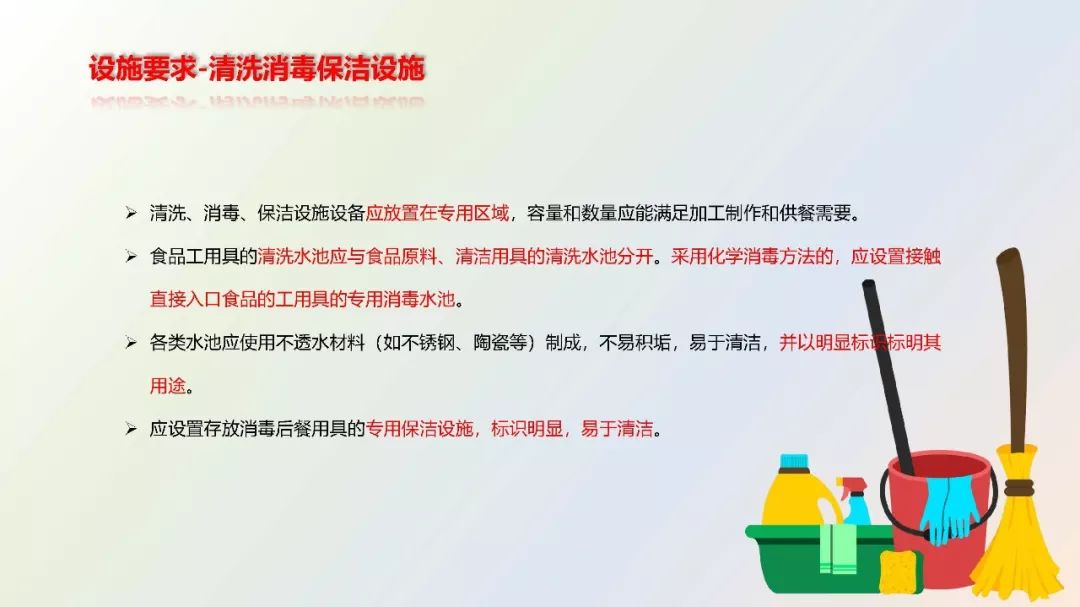 设施要求-清洗消毒保洁设施
➢ 清洗、消毒、保洁设施设备应放置在专用区域，容量和数量应能满足加工制作和供餐需要。
➢ 食品工用具的清洗水池应与食品原料、清洁用具的清洗水池分开。采用化学消毒方法的，应设置接触
直接入口食品的工用具的专用消毒水池。
➢ 各类水池应使用不透水材料（如不锈钢、陶瓷等）制成，不易积垢，易于清洁，并以明显标识标明其
用途。
➢ 应设置存放消毒后餐用具的专用保洁设施，标识明显，易于清洁。